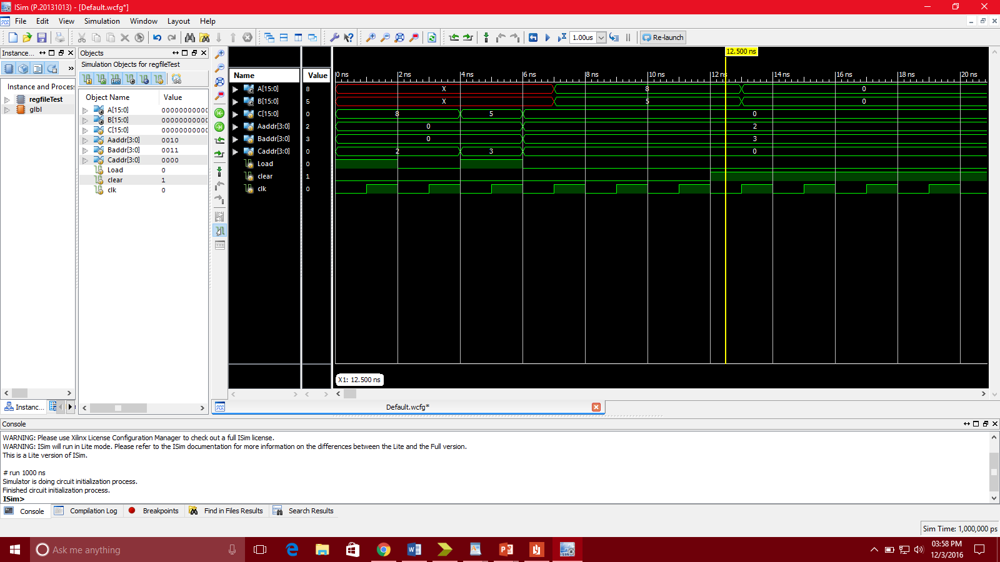 ISim (P.20131013) - [Default.wcfg*]
File Edit View Simulation Window Layout Help
1.00us Re-launch
Instance...
Instance and Proces
regfileTest
glbl
Instanc...
Objects
Simulation Objects for regfileTest
Object Name Value
A[15:0] 00000000000
B[15:0] 00000000000
C[15:0] 00000000000
Aaddr[3:0] 0010
Baddr[3:0] 0011
Caddr[3:0] 0000
Load 0
clear 1
clk 0
12.500 ns
Name Value 0 ns 2 ns 4 ns 6 ns 8 ns 10 ns 12 ns 14 ns 16 ns 18 ns 20 ns
A[15:0] 8 X 8 0
B[15:0] 5 X 5 0
C[15:0] 0 8 5 0
Aaddr[3:0] 2 0 2
Baddr[3:0] 3 0 3
Caddr[3:0] 0 2 3 0
Load 0
clear 1
clk 0
X1: 12.500 ns
Default.wcfg*
Console
WARNING: Please use Xilinx License Configuration Manager to check out a full ISim license.
WARNING: ISim will run in Lite mode. Please refer to the ISim documentation for more information on the differences between the Lite and the Full version.
This is a Lite version of ISim.
# run 1000 ns
Simulator is doing circuit initialization process.
Finished circuit initialization process.
ISim>
Console Compilation Log Breakpoints Find in Files Results Search Results
Sim Time: 1,000,000 ps
Ask me anything
03:58 PM
12/3/2016